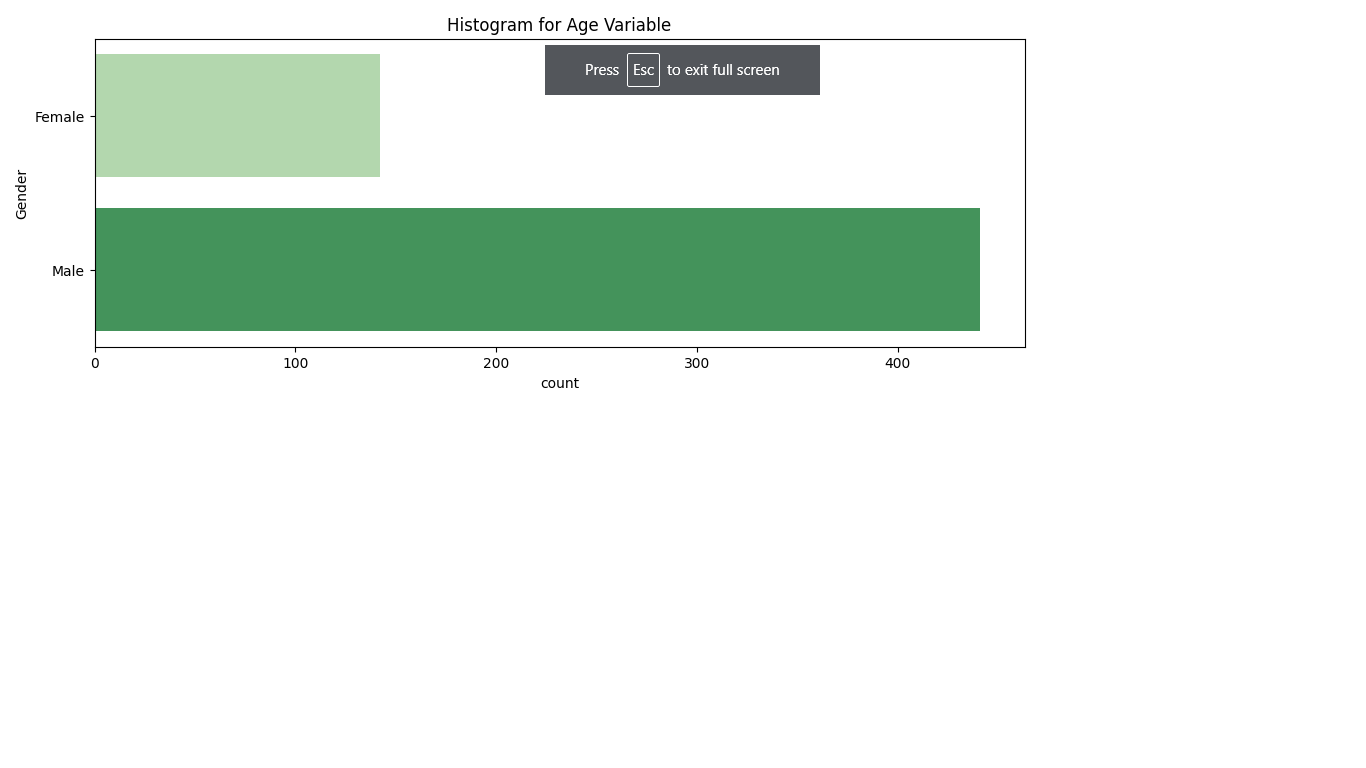 Histogram for Age Variable
Press Esc to exit full screen
Female
Gender
Male
0 100 200 300 400
count